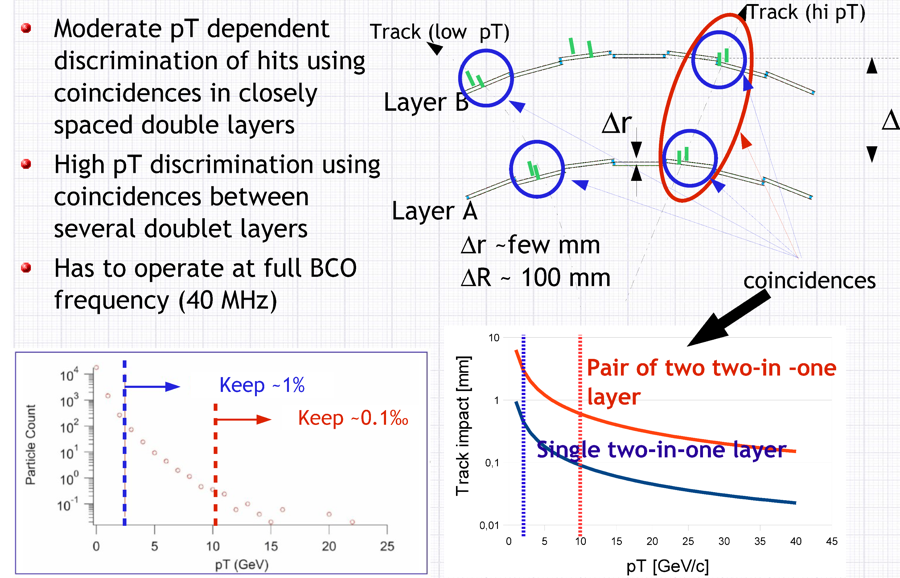 Moderate pT dependent
discrimination of hits using
coincidences in closely
spaced double layers
High pT discrimination using
coincidences between
several doublet layers
Has to operate at full BCO
frequency (40 MHz)
Track (low pT)
Track (hi pT)
Layer B
Δr
Δ
Layer A
Δr ~few mm
ΔR ~ 100 mm
coincidences
Keep ~1%
Keep ~0.1‰
Particle Count
10⁴
10³
10²
10¹
10⁰
10⁻¹
0 5 10 15 20 25
pT (GeV)
Pair of two two-in -one
layer
Single two-in-one layer
Track impact [mm]
10
1
0,1
0,01
0 5 10 15 20 25 30 35 40 45
pT [GeV/c]